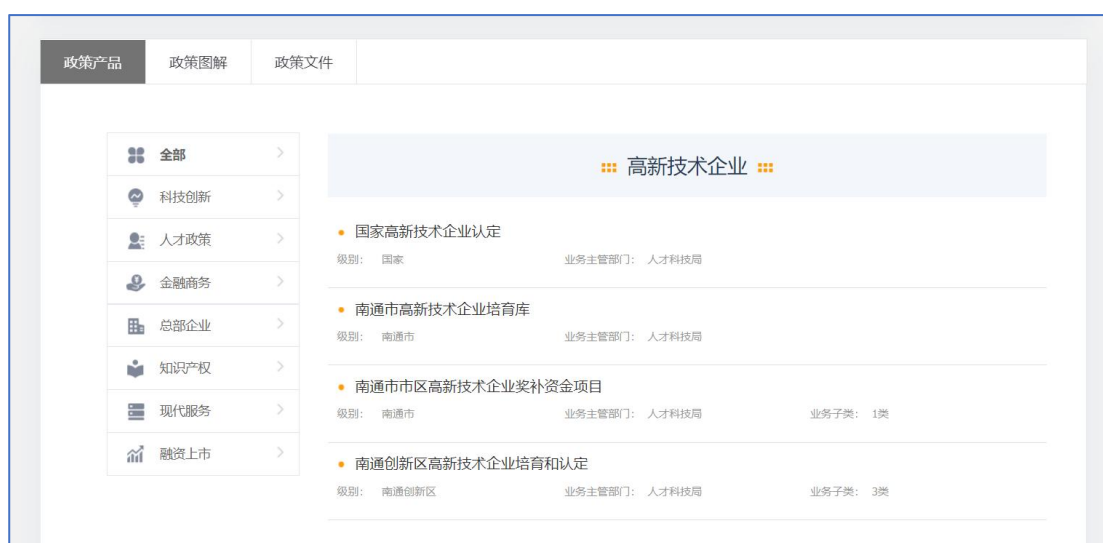 政策产品 政策图解 政策文件
全部
科技创新
人才政策
金融商务
总部企业
知识产权
现代服务
融资上市
高新技术企业
国家高新技术企业认定
级别: 国家 业务主管部门: 人才科技局
南通市高新技术企业培育库
级别: 南通市 业务主管部门: 人才科技局
南通市市区高新技术企业奖补资金项目
级别: 南通市 业务主管部门: 人才科技局 业务子类: 1类
南通创新区高新技术企业培育和认定
级别: 南通创新区 业务主管部门: 人才科技局 业务子类: 3类